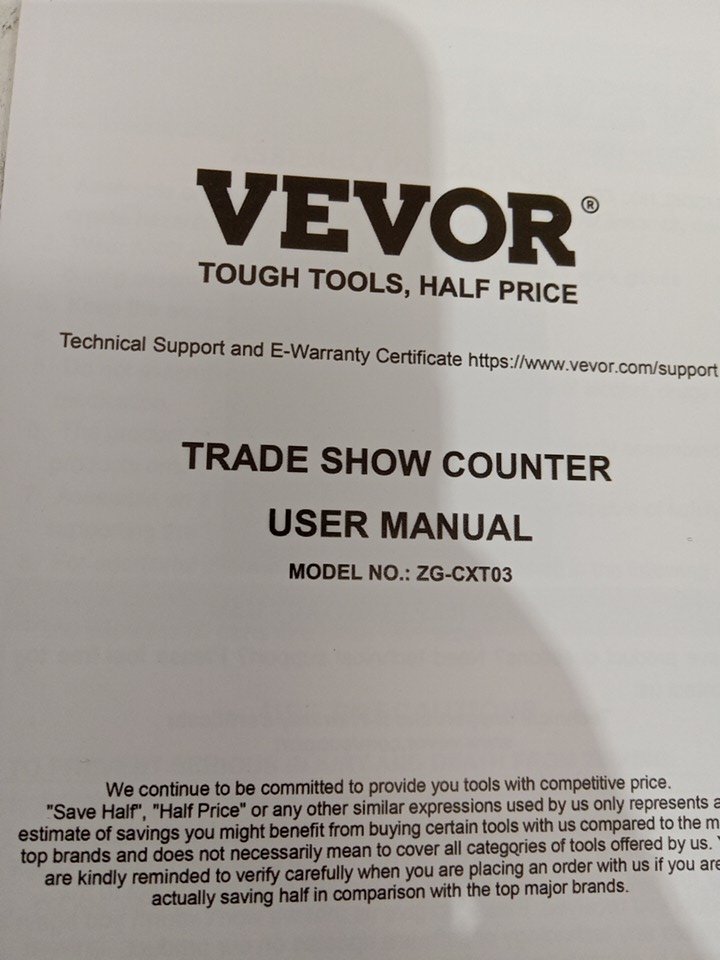 VEVOR®
TOUGH TOOLS, HALF PRICE
Technical Support and E-Warranty Certificate https://www.vevor.com/support
TRADE SHOW COUNTER
USER MANUAL
MODEL NO.: ZG-CXT03
We continue to be committed to provide you tools with competitive price.
"Save Half", "Half Price" or any other similar expressions used by us only represents a
estimate of savings you might benefit from buying certain tools with us compared to the m
top brands and does not necessarily mean to cover all categories of tools offered by us.
are kindly reminded to verify carefully when you are placing an order with us if you are
actually saving half in comparison with the top major brands.